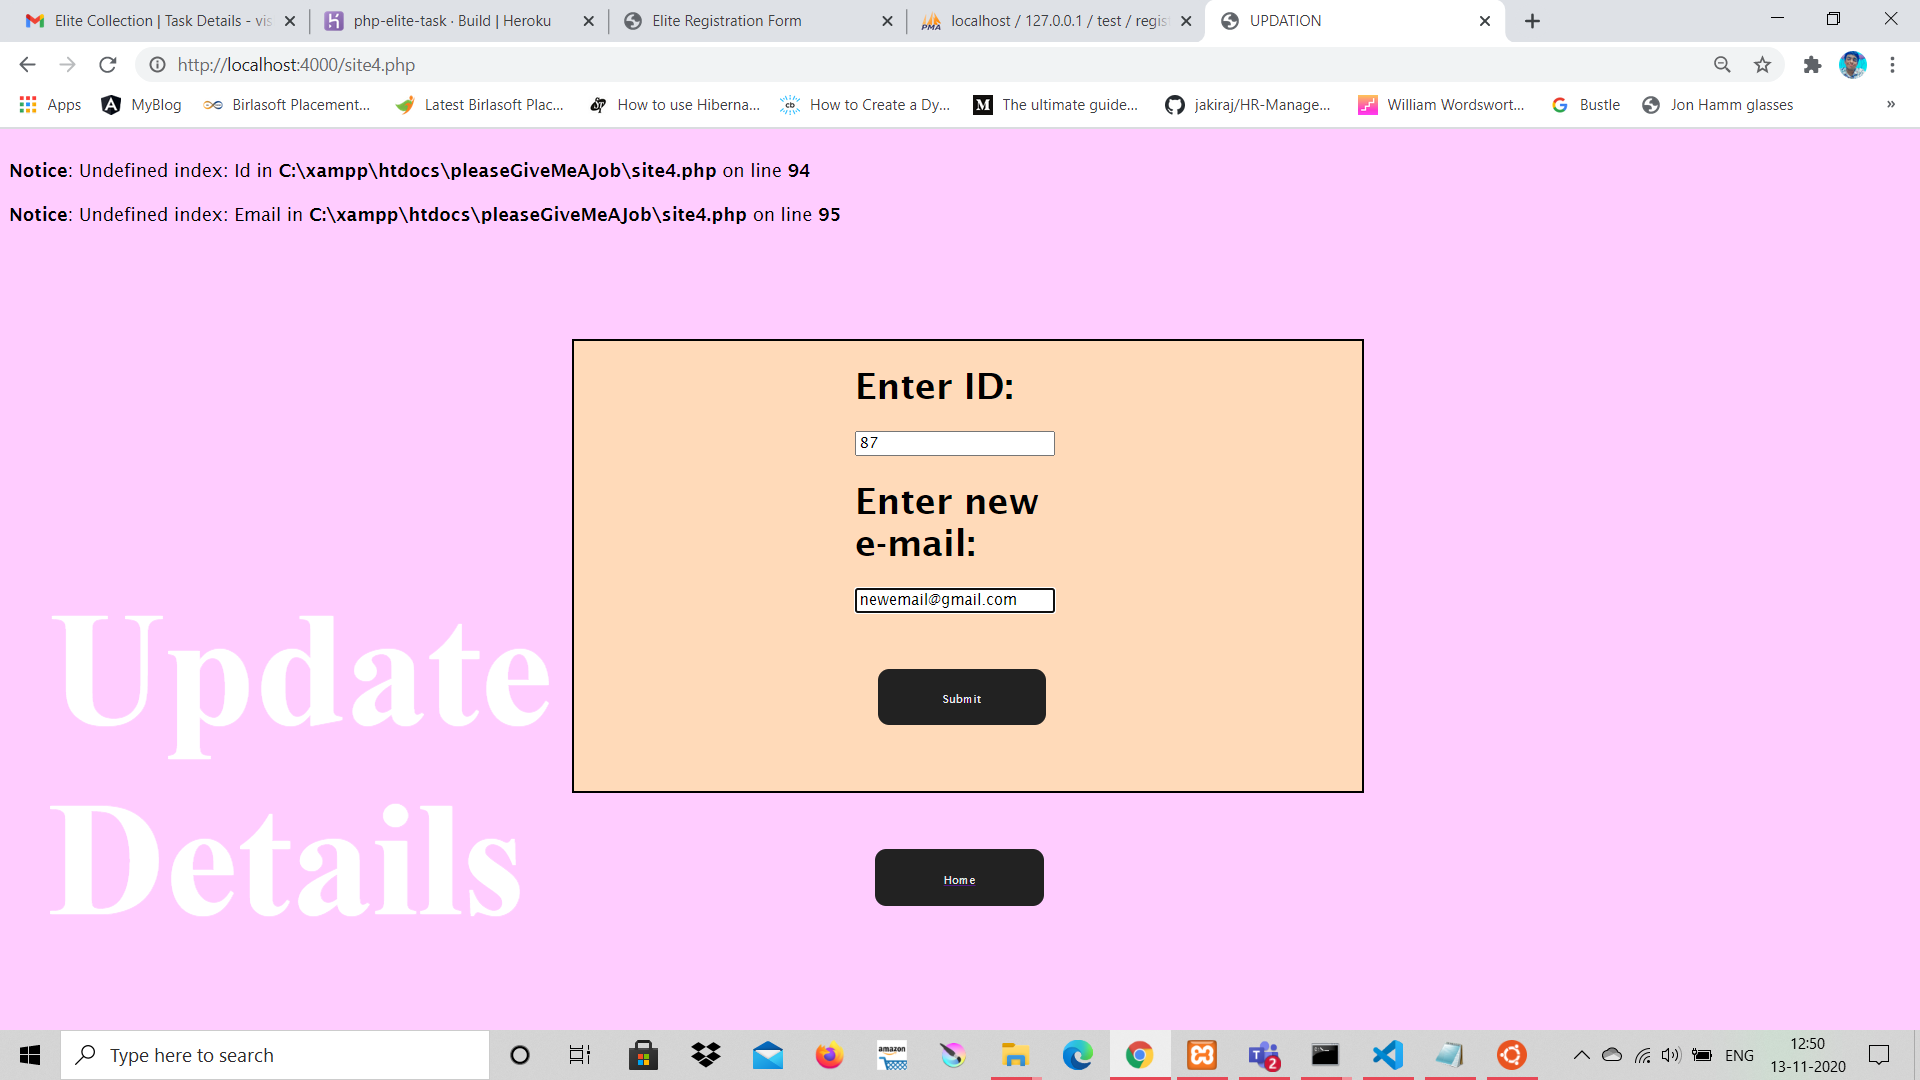 Elite Collection | Task Details - vis
php-elite-task · Build | Heroku
Elite Registration Form
localhost / 127.0.0.1 / test / regis
UPDATION
http://localhost:4000/site4.php
Apps
MyBlog
Birlasoft Placement...
Latest Birlasoft Plac...
How to use Hiberna...
How to Create a Dy...
The ultimate guide...
jakiraj/HR-Manage...
William Wordswort...
Bustle
Jon Hamm glasses
»
Notice: Undefined index: Id in C:\xampp\htdocs\pleaseGiveMeAJob\site4.php on line 94
Notice: Undefined index: Email in C:\xampp\htdocs\pleaseGiveMeAJob\site4.php on line 95
Enter ID:
87
Enter new
e-mail:
newemail@gmail.com
Submit
Update
Details
Home
Type here to search
amazon
2
ENG
12:50
13-11-2020